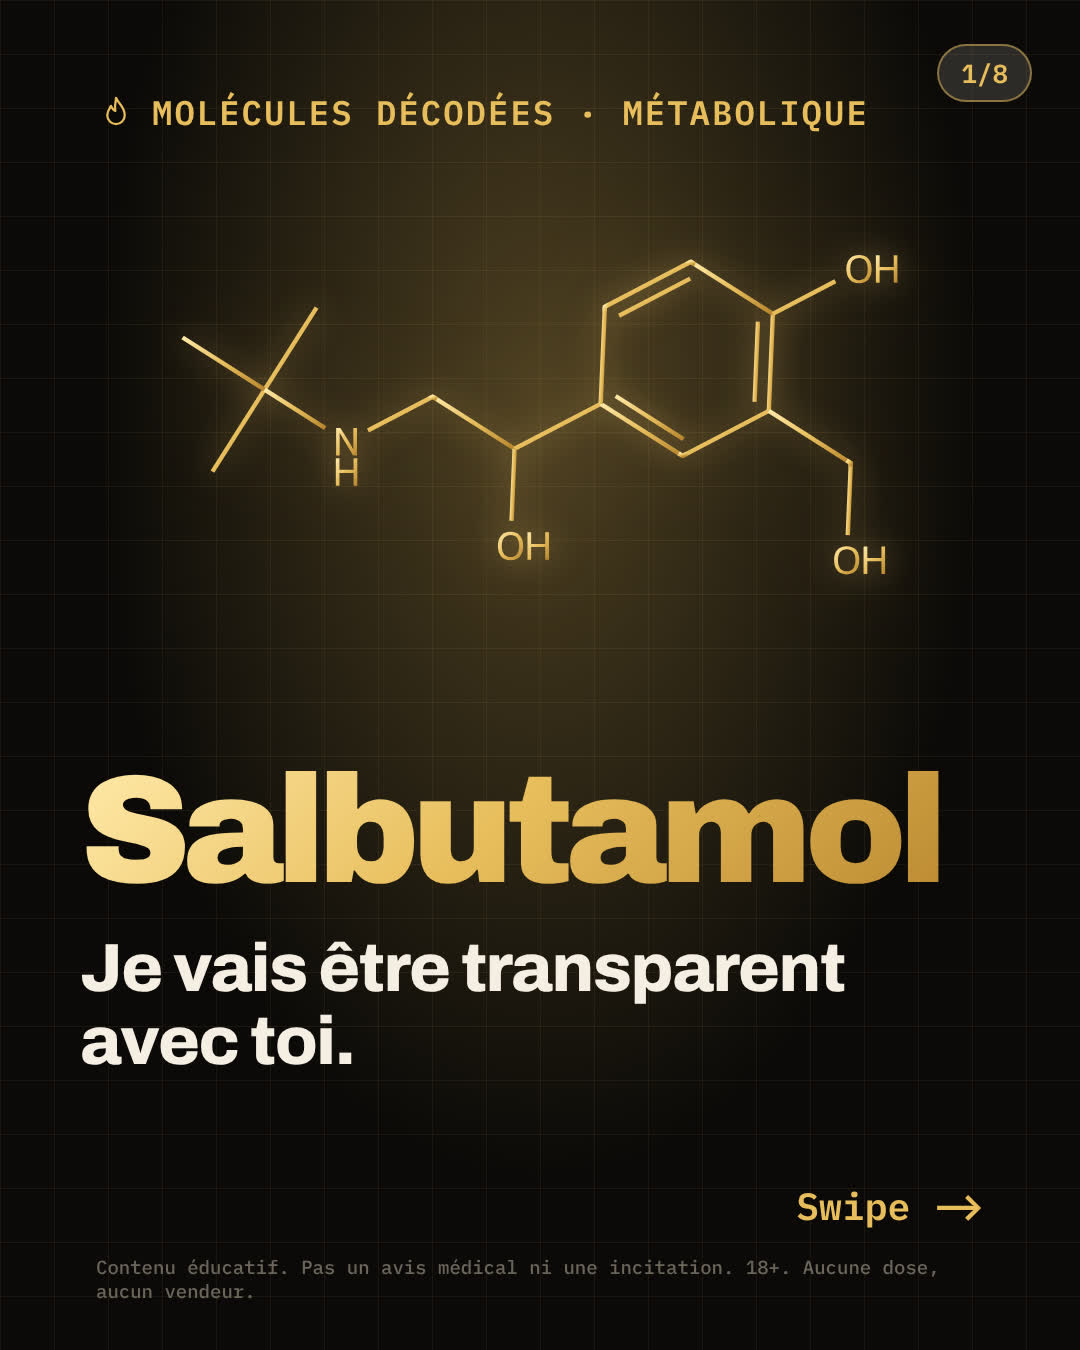 1/8
MOLÉCULES DÉCODÉES · MÉTABOLIQUE
OH
N
H
OH
OH
Salbutamol
Je vais être transparent
avec toi.
Swipe →
Contenu éducatif. Pas un avis médical ni une incitation. 18+. Aucune dose,
aucun vendeur.